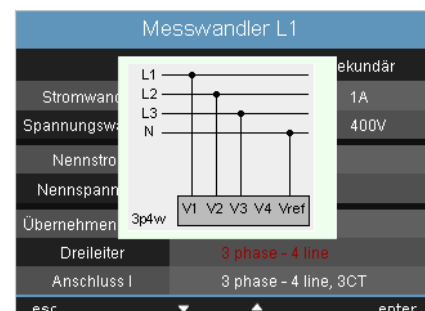 Messwandler L1
ekundär
Stromwand 1A
Spannungsw 400V
Nennstro
Nennspann
Übernehmen
Dreileiter 3 phase - 4 line
Anschluss I 3 phase - 4 line, 3CT
esc enter
L1
L2
L3
N
V1 V2 V3 V4 Vref
3p4w